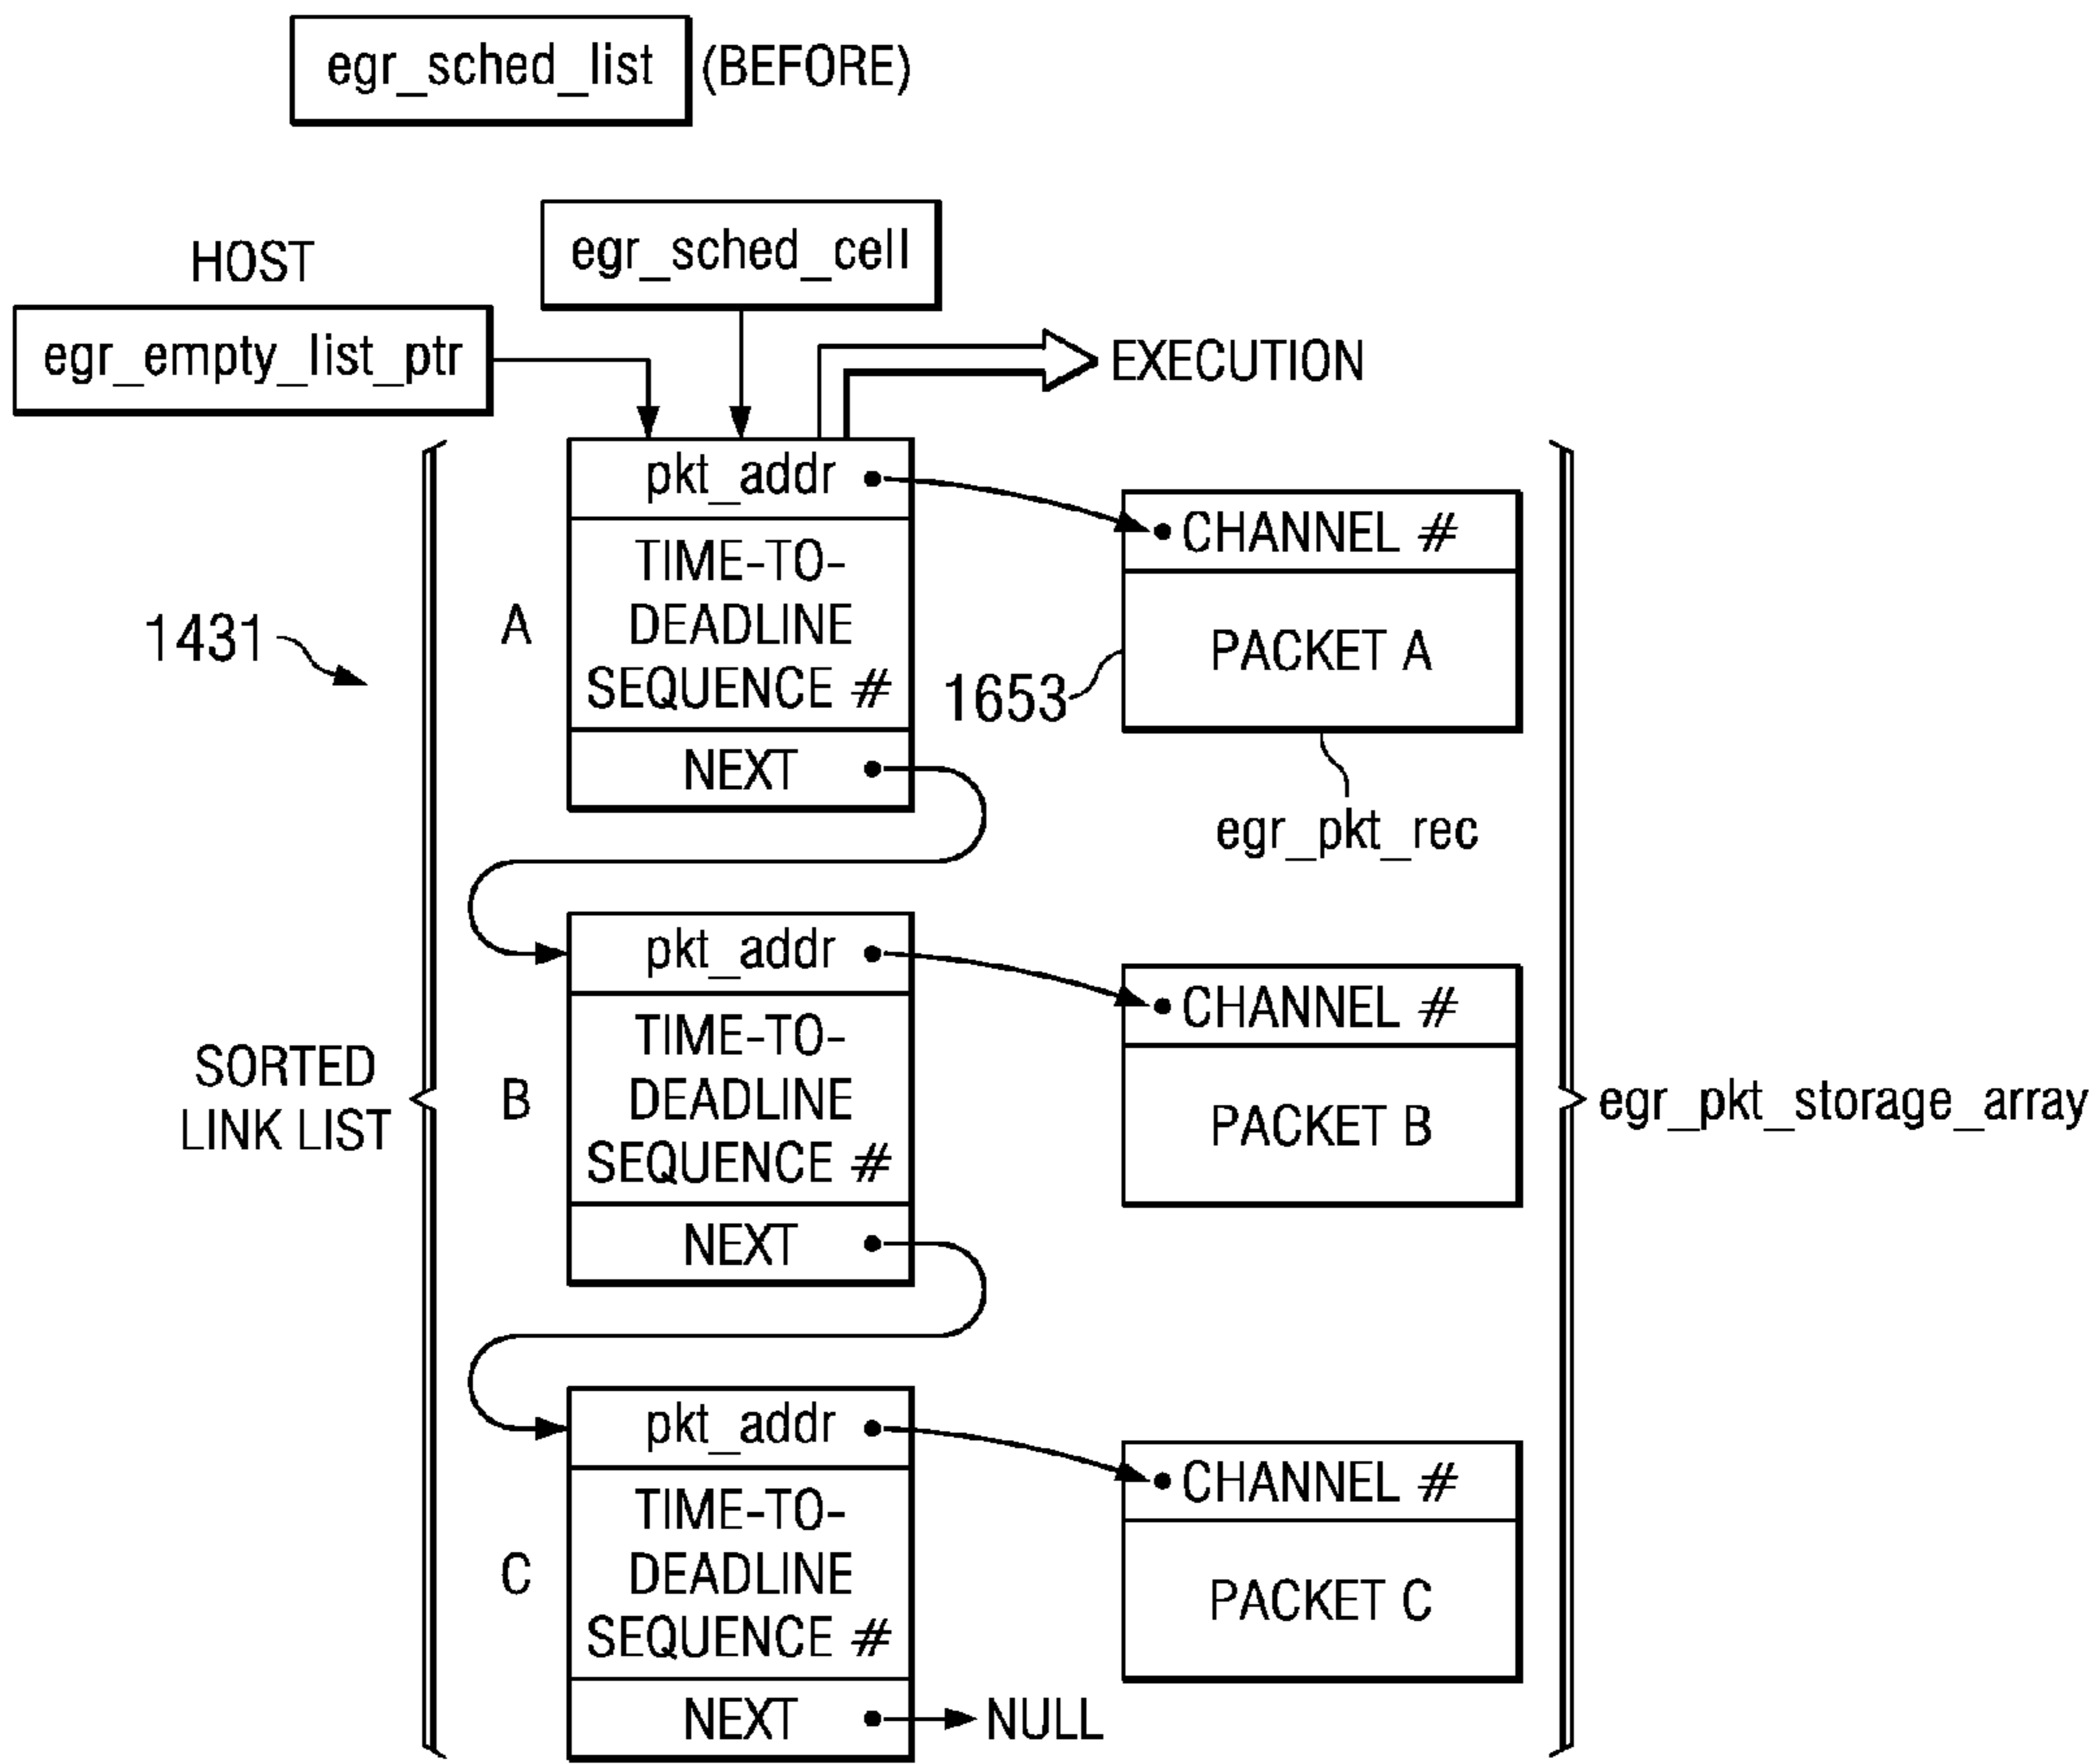 egr_sched_list (BEFORE)
egr_sched_cell
HOST
egr_empty_list_ptr
EXECUTION
pkt_addr
CHANNEL #
TIME-TO-
DEADLINE
SEQUENCE #
A
1431
PACKET A
1653
NEXT
egr_pkt_rec
pkt_addr
CHANNEL #
TIME-TO-
DEADLINE
SEQUENCE #
B
PACKET B
SORTED
LINK LIST
egr_pkt_storage_array
NEXT
pkt_addr
CHANNEL #
TIME-TO-
DEADLINE
SEQUENCE #
C
PACKET C
NEXT
NULL